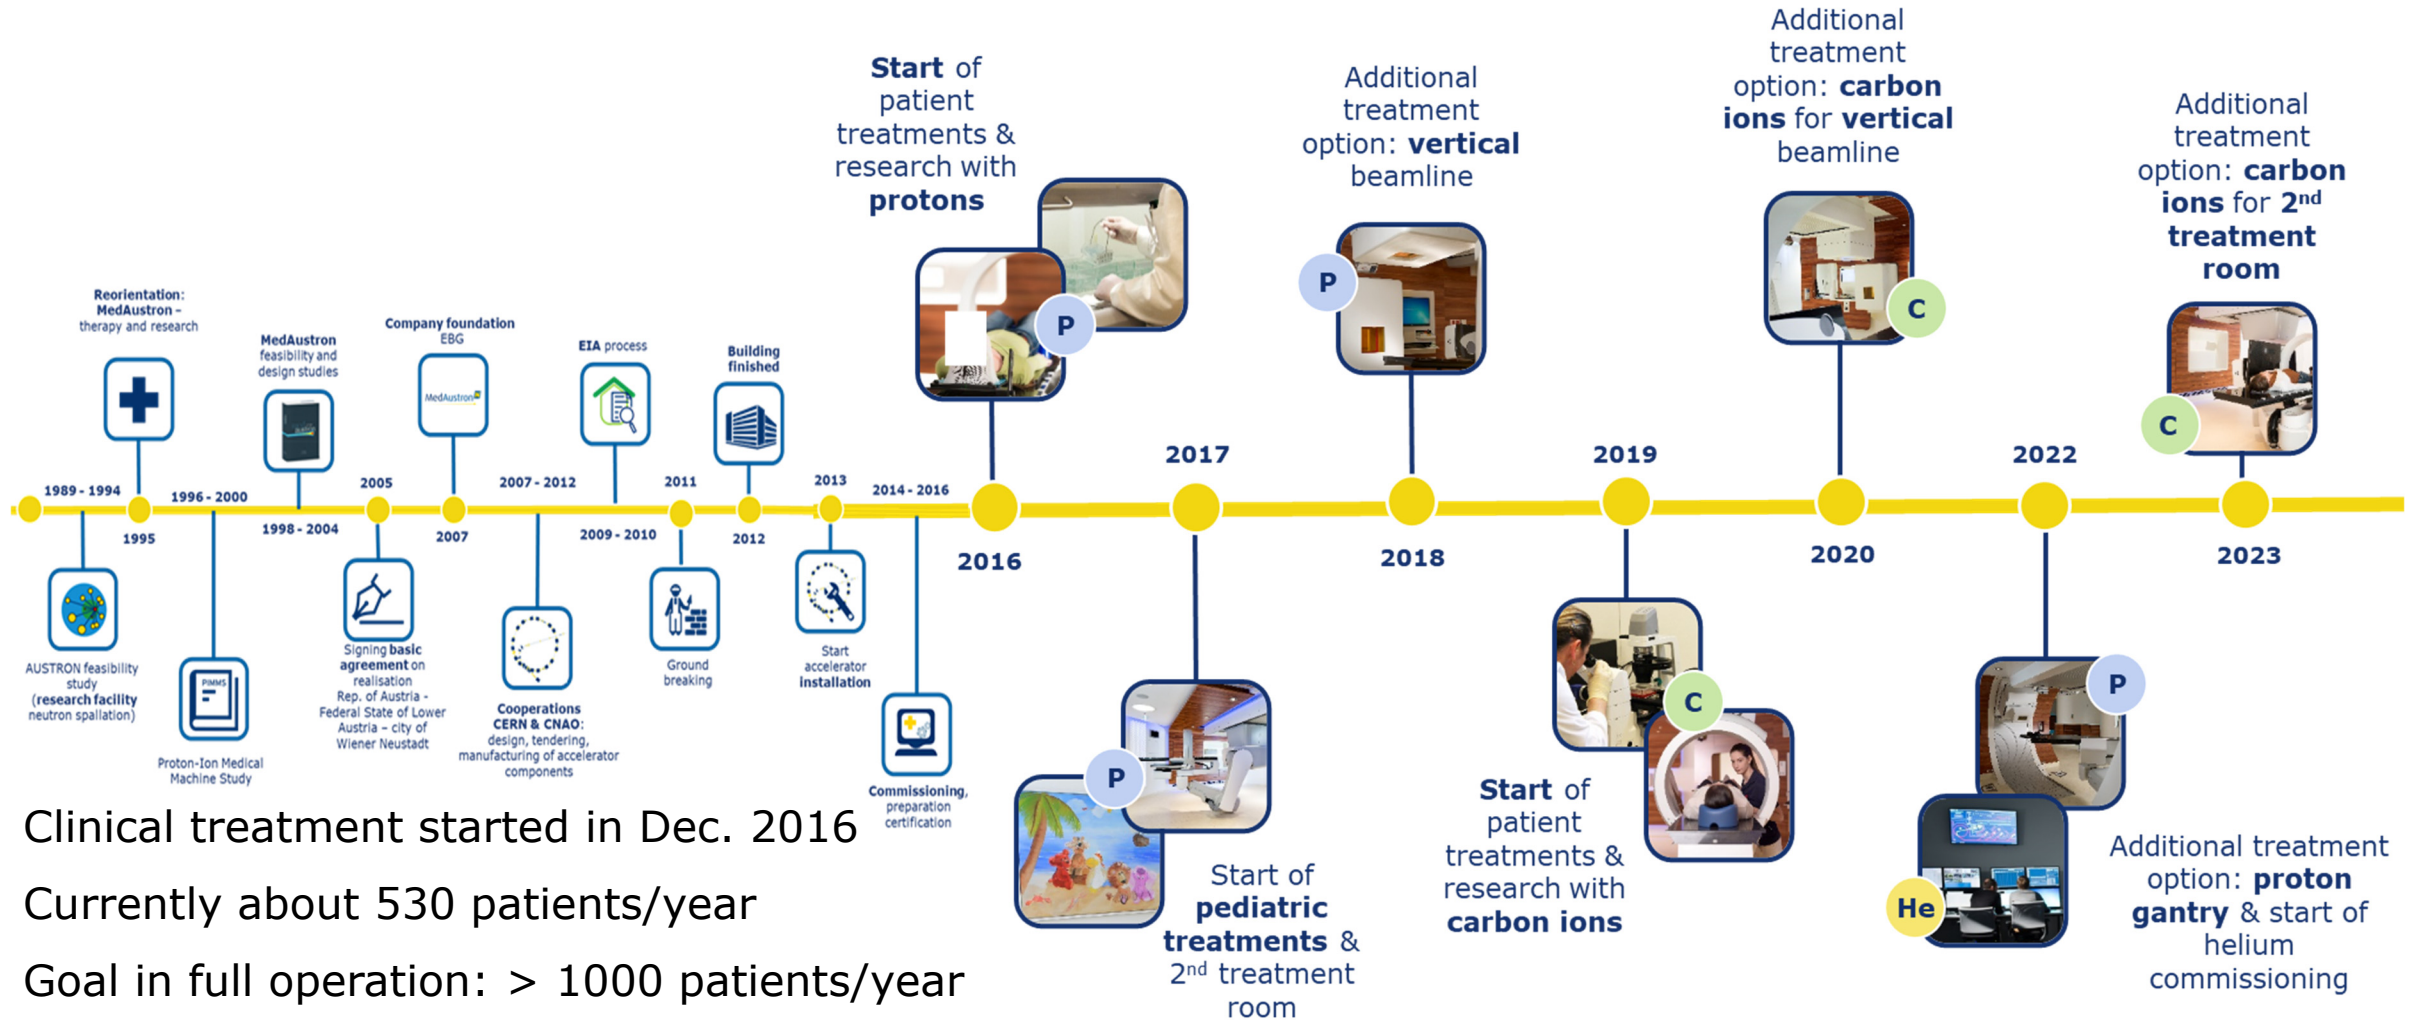 Reorientation:
MedAustron –
therapy and research
MedAustron
feasibility and
design studies
Company foundation
EBG
MedAustron
EIA process
Building
finished
Start of
patient
treatments &
research with
protons
P
Additional
treatment
option: vertical
beamline
P
Additional
treatment
option: carbon
ions for vertical
beamline
C
Additional
treatment
option: carbon
ions for 2nd
treatment
room
C
1989 - 1994
1995
1996 - 2000
1998 - 2004
2005
2007
2007 - 2012
2009 - 2010
2011
2012
2013
2014 - 2016
2016
2017
2018
2019
2020
2022
2023
AUSTRON feasibility
study
(research facility
neutron spallation)
PIMMS
Proton-Ion Medical
Machine Study
Signing basic
agreement on
realisation
Rep. of Austria -
Federal State of Lower
Austria – city of
Wiener Neustadt
Cooperations
CERN & CNAO:
design, tendering,
manufacturing of accelerator
components
Ground
breaking
Start
accelerator
installation
Commissioning,
preparation
certification
P
Start of
pediatric
treatments &
2nd treatment
room
C
Start of
patient
treatments &
research with
carbon ions
P
He
Additional treatment
option: proton
gantry & start of
helium
commissioning
Clinical treatment started in Dec. 2016
Currently about 530 patients/year
Goal in full operation: > 1000 patients/year